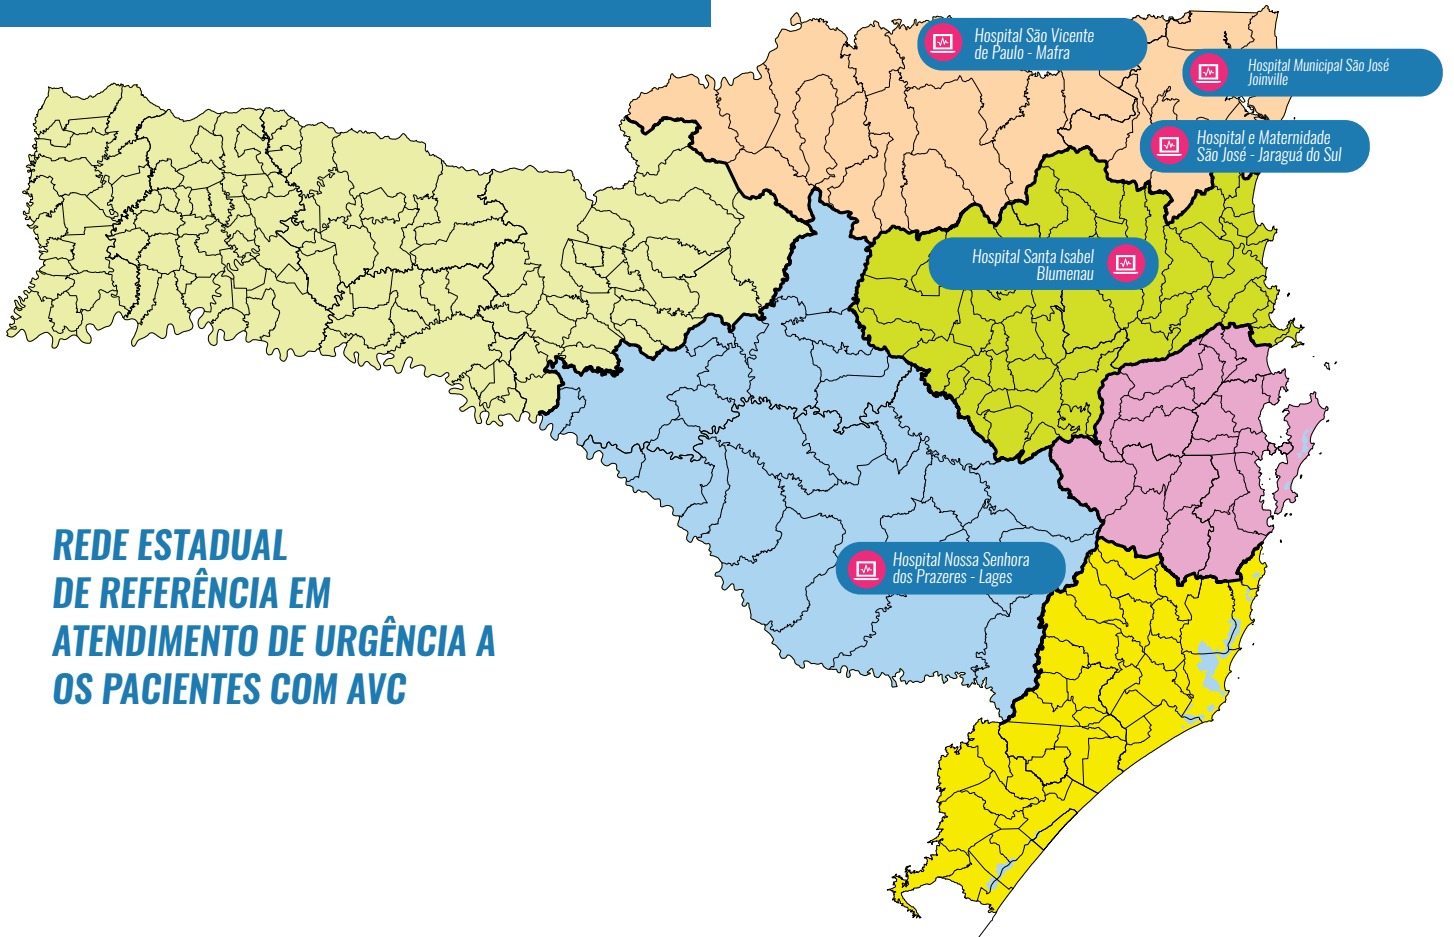 Hospital São Vicente
de Paulo - Mafra
Hospital Municipal São José
Joinville
Hospital e Maternidade
São José - Jaraguá do Sul
Hospital Santa Isabel
Blumenau
Hospital Nossa Senhora
dos Prazeres - Lages
REDE ESTADUAL
DE REFERÊNCIA EM
ATENDIMENTO DE URGÊNCIA A
OS PACIENTES COM AVC